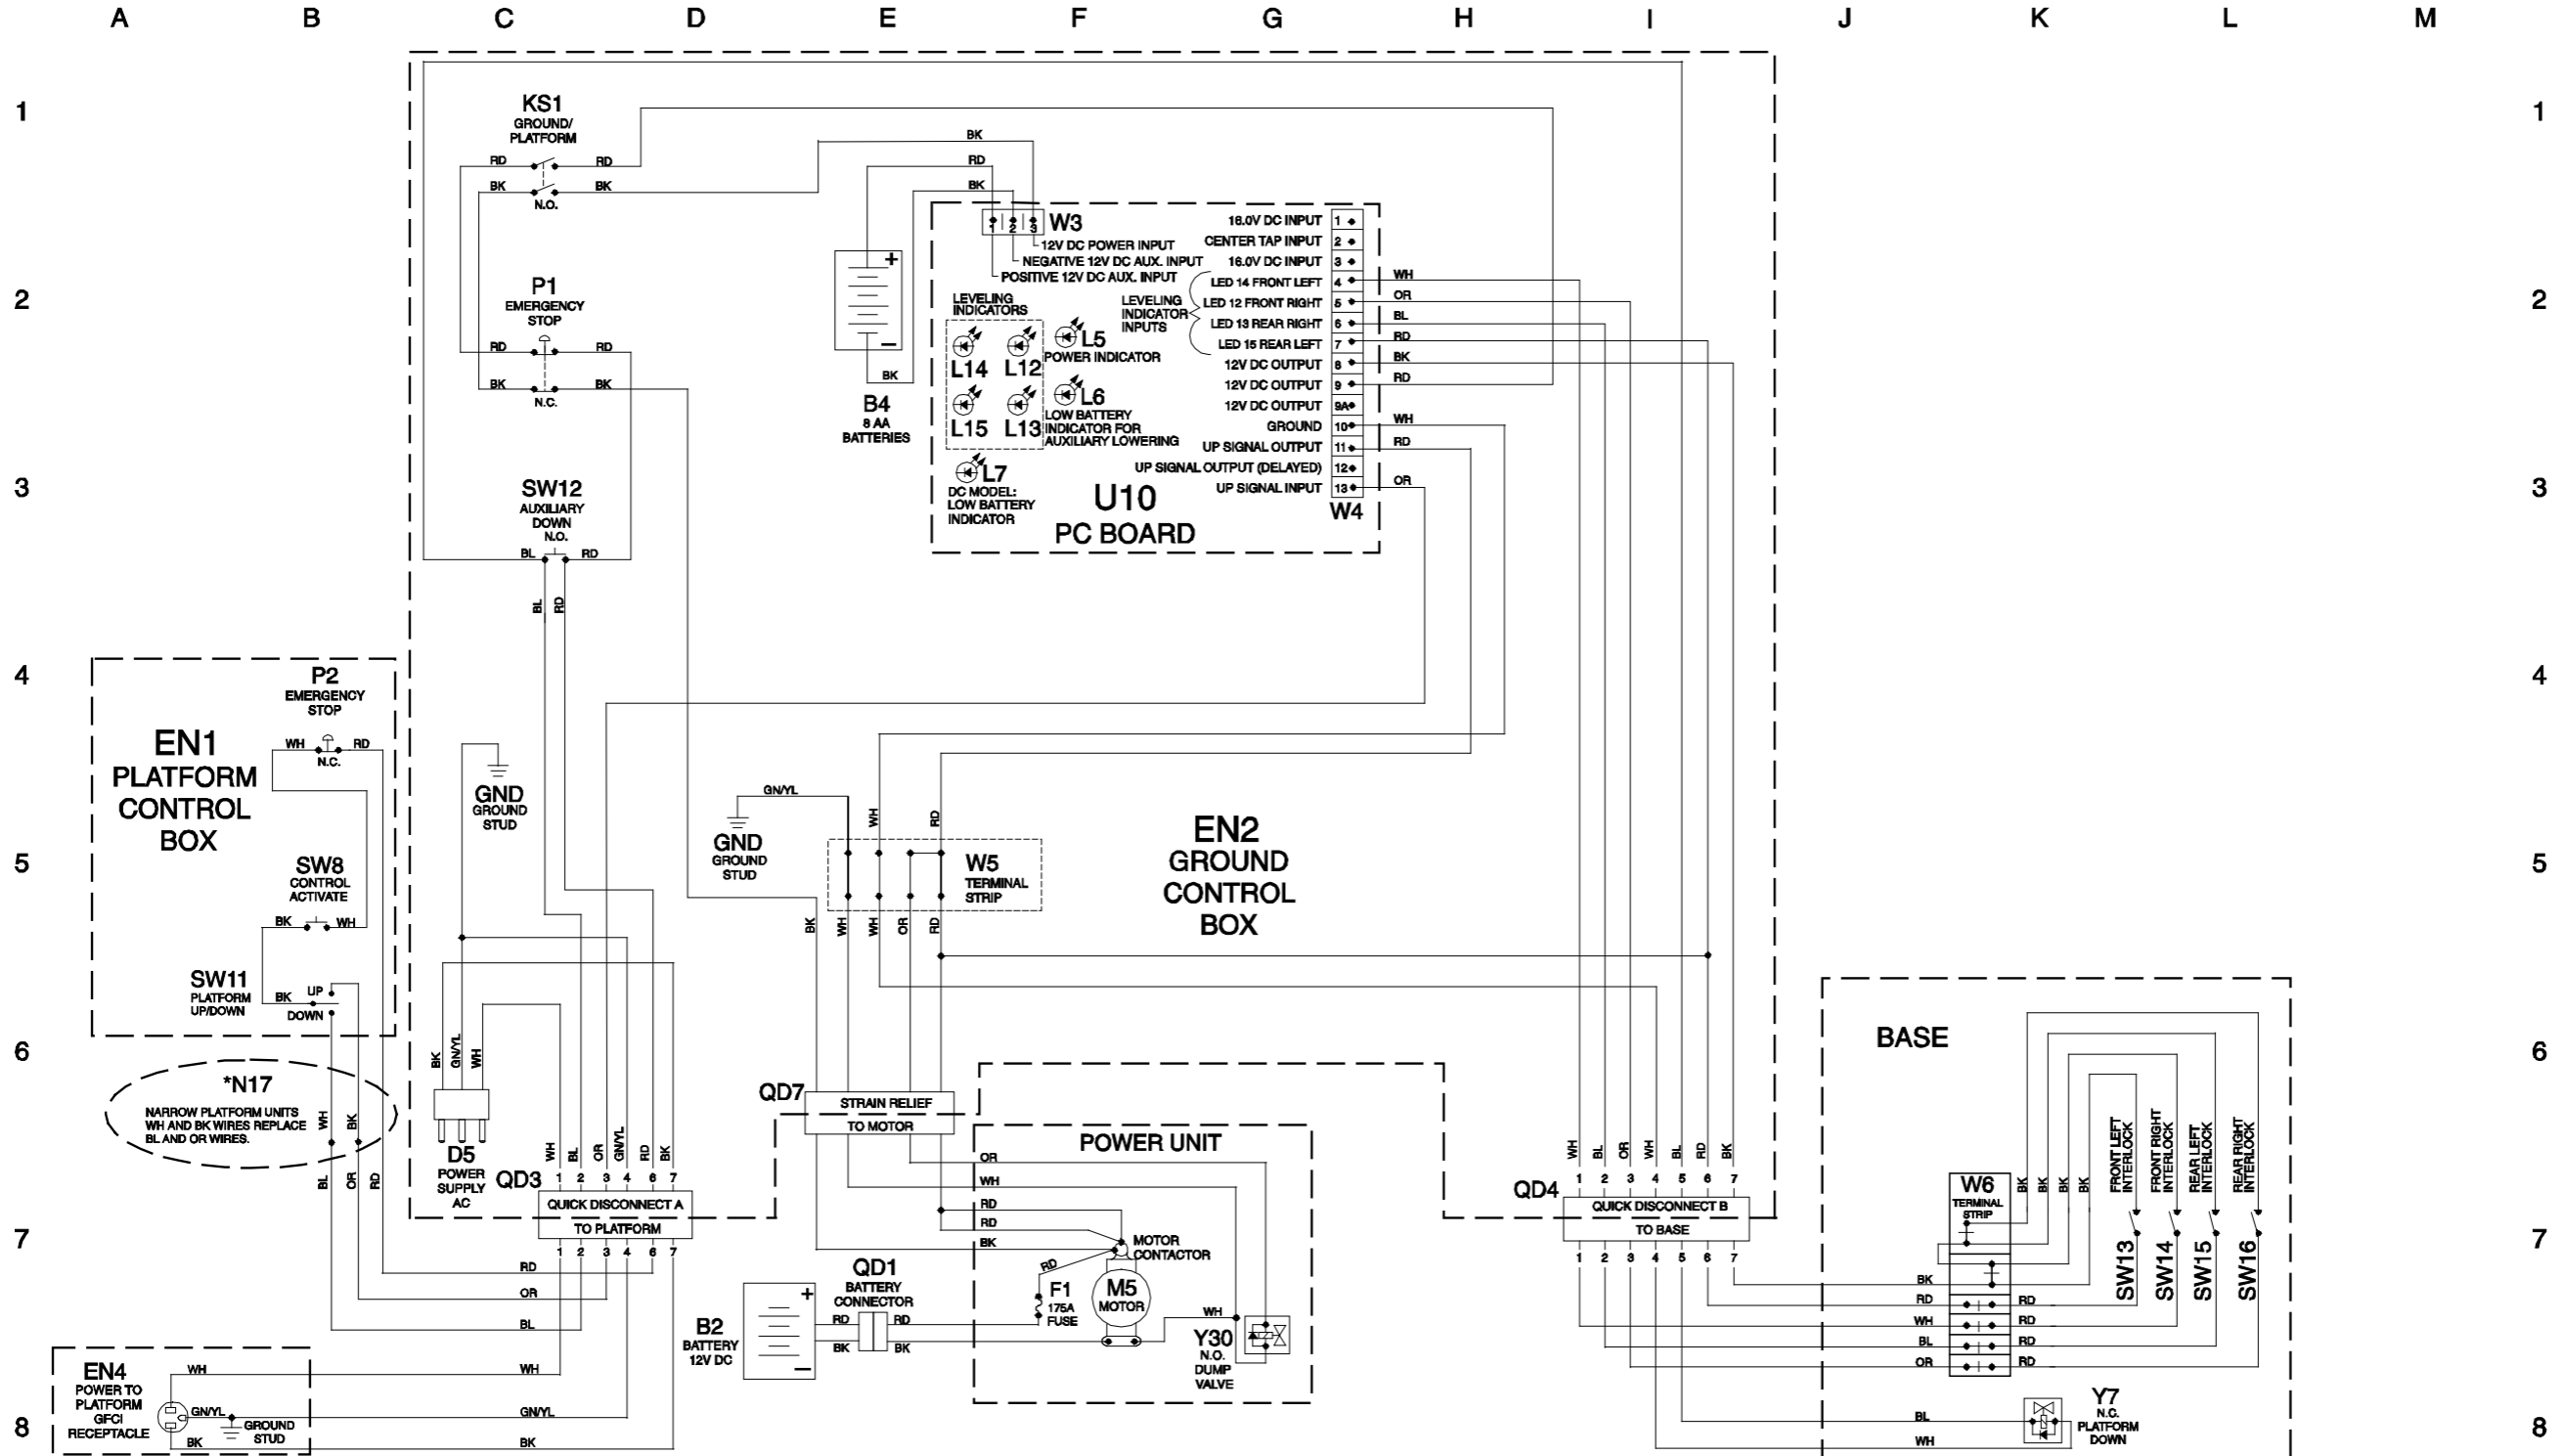 A B C D E F G H I J K L M
1 1
2 2
3 3
4 4
5 5
6 6
7 7
8 8
KS1
GROUND/
PLATFORM
RD RD
BK BK
N.O.
P1
EMERGENCY
STOP
RD RD
BK BK
N.C.
SW12
AUXILIARY
DOWN
N.O.
BL RD
BL RD
BK
RD
BK
W3
1 2 3
12V DC POWER INPUT
NEGATIVE 12V DC AUX. INPUT
POSITIVE 12V DC AUX. INPUT
+
−
BK
B4
8 AA
BATTERIES
LEVELING
INDICATORS
L14 L12
L15 L13
L5
POWER INDICATOR
L6
LOW BATTERY
INDICATOR FOR
AUXILIARY LOWERING
L7
DC MODEL:
LOW BATTERY
INDICATOR
U10
PC BOARD
LEVELING
INDICATOR
INPUTS
16.0V DC INPUT 1
CENTER TAP INPUT 2
16.0V DC INPUT 3
LED 14 FRONT LEFT 4 WH
LED 12 FRONT RIGHT 5 OR
LED 13 REAR RIGHT 6 BL
LED 15 REAR LEFT 7 RD
12V DC OUTPUT 8 BK
12V DC OUTPUT 9 RD
12V DC OUTPUT 9A
GROUND 10 WH
UP SIGNAL OUTPUT 11 RD
UP SIGNAL OUTPUT (DELAYED) 12
UP SIGNAL INPUT 13 OR
W4
EN1
PLATFORM
CONTROL
BOX
P2
EMERGENCY
STOP
WH RD
N.C.
SW8
CONTROL
ACTIVATE
BK WH
SW11
PLATFORM
UP/DOWN
BK UP
DOWN
*N17
NARROW PLATFORM UNITS
WH AND BK WIRES REPLACE
BL AND OR WIRES.
WH BK
BL OR RD
GND
GROUND
STUD
GN/YL
GND
GROUND
STUD
WH RD
W5
TERMINAL
STRIP
BK WH WH OR RD
EN2
GROUND
CONTROL
BOX
BK GN/YL WH
D5
POWER
SUPPLY
AC
WH BL OR GN/YL RD BK
QD3
1 2 3 4 6 7
QUICK DISCONNECT A
TO PLATFORM
1 2 3 4 6 7
RD
OR
BL
WH
GN/YL
BK
EN4
POWER TO
PLATFORM
GFCI
RECEPTACLE
WH
GN/YL
GROUND
STUD
BK
QD7
STRAIN RELIEF
TO MOTOR
POWER UNIT
OR
WH
RD
RD
BK
MOTOR
CONTACTOR
RD
F1
175A
FUSE
M5
MOTOR
QD1
BATTERY
CONNECTOR
RD RD
BK BK
+
−
B2
BATTERY
12V DC
WH
Y30
N.O.
DUMP
VALVE
WH BL OR WH BL RD BK
QD4
1 2 3 4 5 6 7
QUICK DISCONNECT B
TO BASE
1 2 3 4 5 6 7
BASE
W6
TERMINAL
STRIP
BK BK BK BK
FRONT LEFT
INTERLOCK
FRONT RIGHT
INTERLOCK
REAR LEFT
INTERLOCK
REAR RIGHT
INTERLOCK
SW13 SW14 SW15 SW16
BK
RD RD
WH RD
BL RD
OR RD
BL
WH
Y7
N.C.
PLATFORM
DOWN